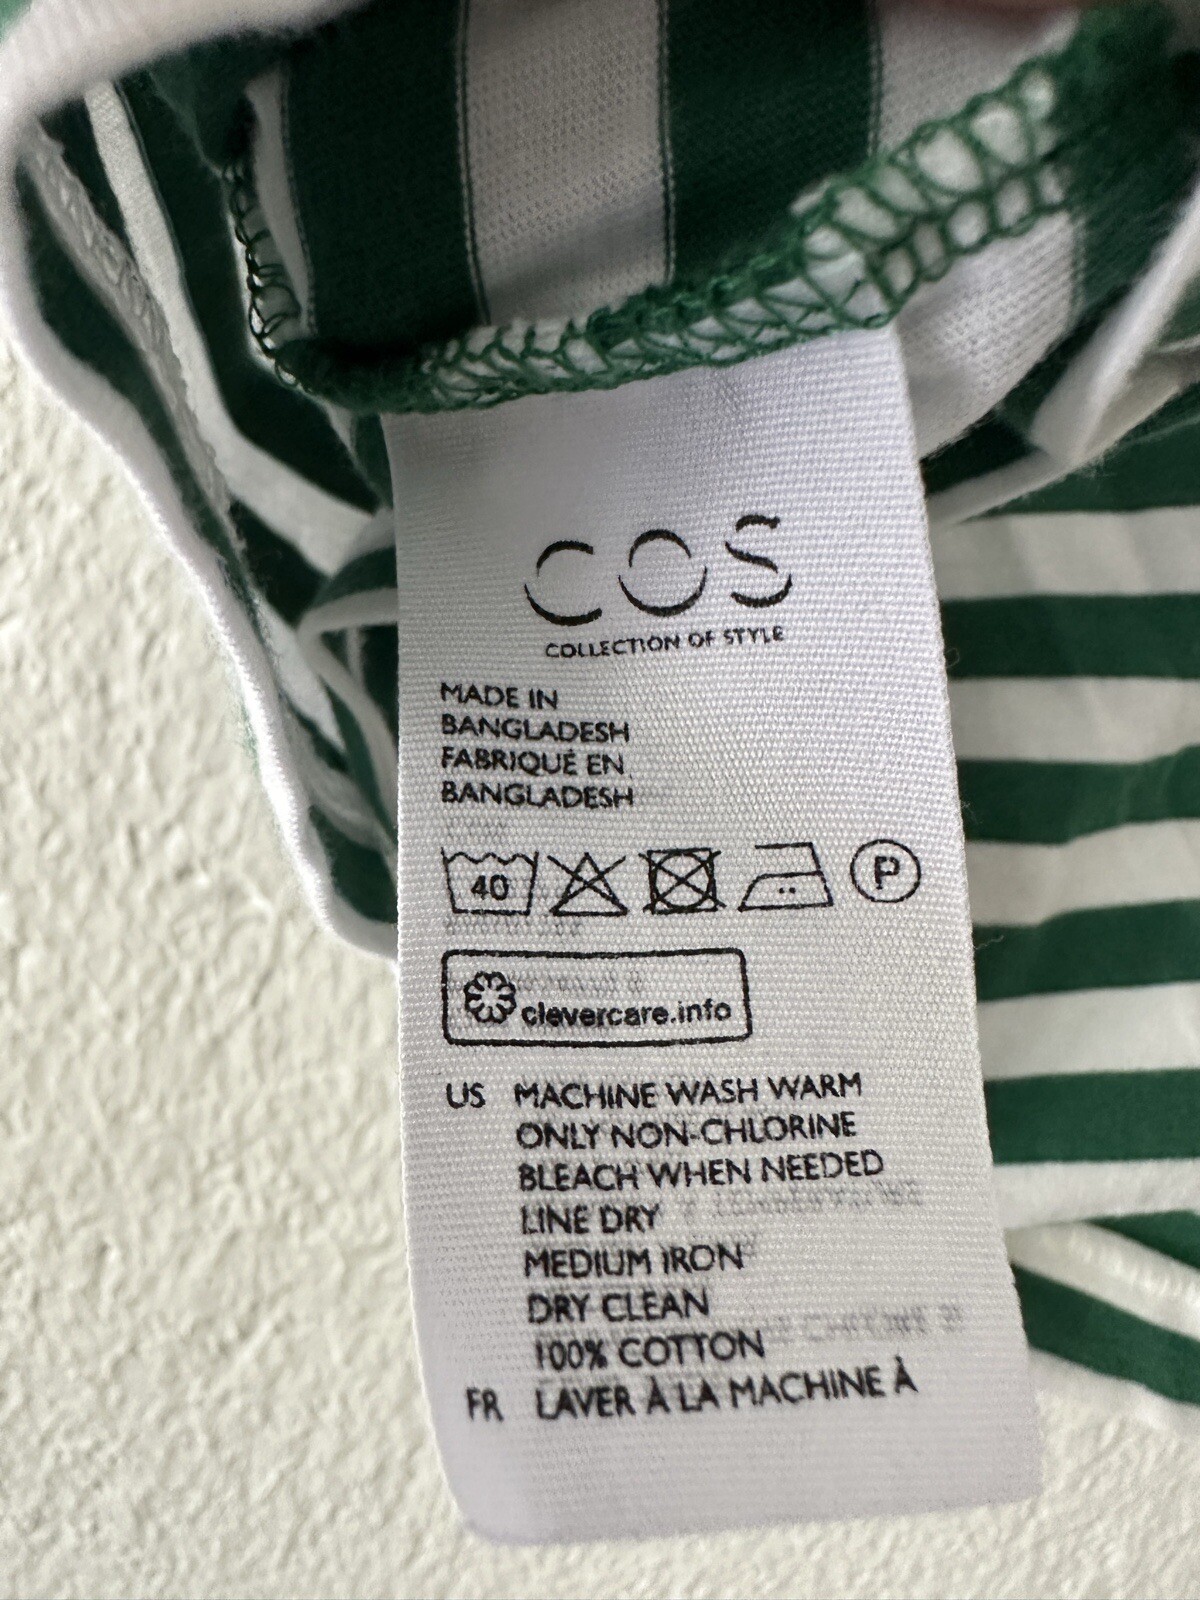 COS
COLLECTION OF STYLE
MADE IN
BANGLADESH
FABRIQUÉ EN
BANGLADESH
40 P
clevercare.info
US MACHINE WASH WARM
ONLY NON-CHLORINE
BLEACH WHEN NEEDED
LINE DRY
MEDIUM IRON
DRY CLEAN
100% COTTON
FR LAVER À LA MACHINE À